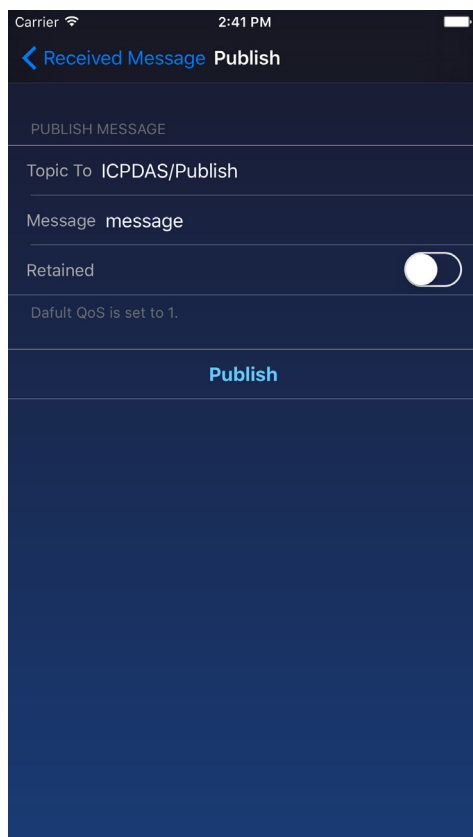 Carrier 2:41 PM
Received Message Publish
PUBLISH MESSAGE
Topic To ICPDAS/Publish
Message message
Retained
Dafult QoS is set to 1.
Publish